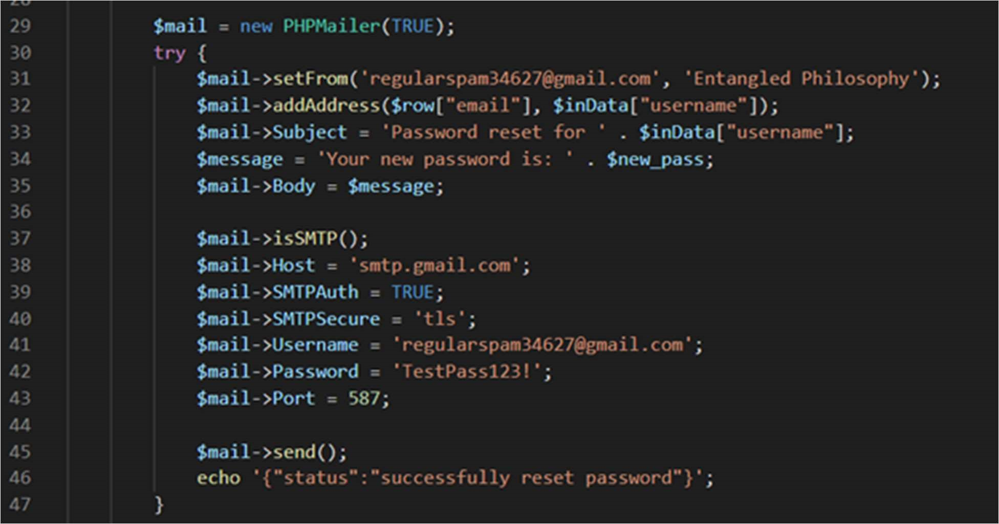 29 $mail = new PHPMailer(TRUE);
30 try {
31 $mail->setFrom('regularspam34627@gmail.com', 'Entangled Philosophy');
32 $mail->addAddress($row["email"], $inData["username"]);
33 $mail->Subject = 'Password reset for ' . $inData["username"];
34 $message = 'Your new password is: ' . $new_pass;
35 $mail->Body = $message;
36
37 $mail->isSMTP();
38 $mail->Host = 'smtp.gmail.com';
39 $mail->SMTPAuth = TRUE;
40 $mail->SMTPSecure = 'tls';
41 $mail->Username = 'regularspam34627@gmail.com';
42 $mail->Password = 'TestPass123!';
43 $mail->Port = 587;
44
45 $mail->send();
46 echo '{"status":"successfully reset password"}';
47 }